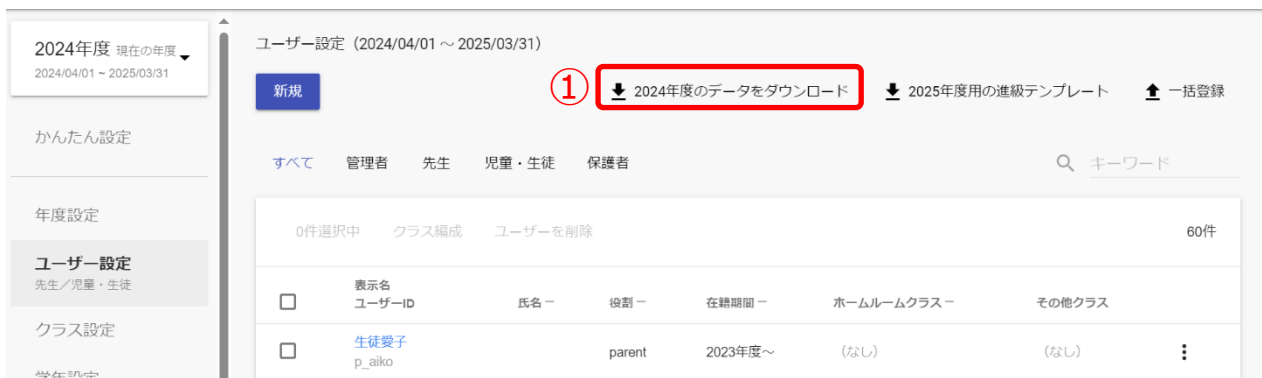 2024年度 現在の年度
2024/04/01 ~ 2025/03/31
かんたん設定
年度設定
ユーザー設定
先生／児童・生徒
クラス設定
学年設定
ユーザー設定（2024/04/01 ～ 2025/03/31）
新規
①
2024年度のデータをダウンロード
2025年度用の進級テンプレート
一括登録
すべて 管理者 先生 児童・生徒 保護者
キーワード
0件選択中 クラス編成 ユーザーを削除
60件
表示名
ユーザーID 氏名 ー 役割 ー 在籍期間 ー ホームルームクラス ー その他クラス
生徒愛子
p_aiko parent 2023年度～ （なし） （なし）